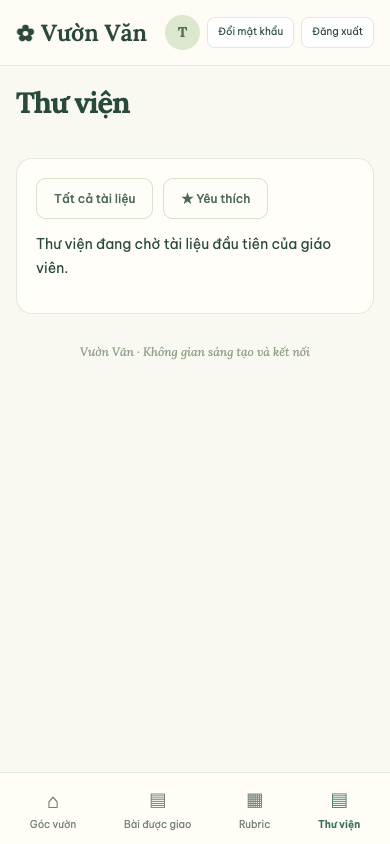 ✿ Vườn Văn
T
Đổi mật khẩu
Đăng xuất
Thư viện
Tất cả tài liệu
★ Yêu thích
Thư viện đang chờ tài liệu đầu tiên của giáo
viên.
Vườn Văn · Không gian sáng tạo và kết nối
Góc vườn
Bài được giao
Rubric
Thư viện